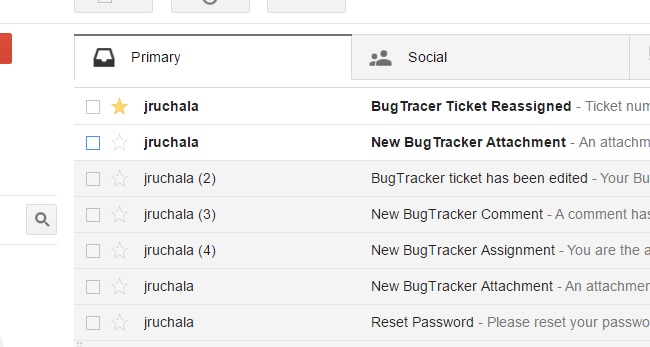 Primary Social
jruchala BugTracer Ticket Reassigned - Ticket num
jruchala New BugTracker Attachment - An attachm
jruchala (2) BugTracker ticket has been edited - Your Bu
jruchala (3) New BugTracker Comment - A comment has
jruchala (4) New BugTracker Assignment - You are the a
jruchala New BugTracker Attachment - An attachmer
jruchala Reset Password - Please reset your passwo